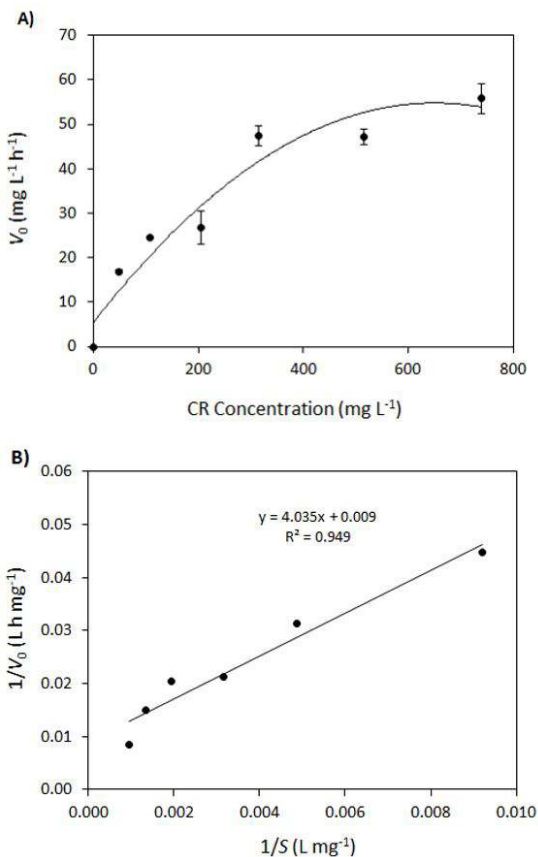 A)
70
60
50
40
30
20
10
0
V₀ (mg L⁻¹ h⁻¹)
0 200 400 600 800
CR Concentration (mg L⁻¹)
B)
0.06
0.05
0.04
0.03
0.02
0.01
0.00
1/V₀ (L h mg⁻¹)
y = 4.035x + 0.009
R² = 0.949
0.000 0.002 0.004 0.006 0.008 0.010
1/S (L mg⁻¹)